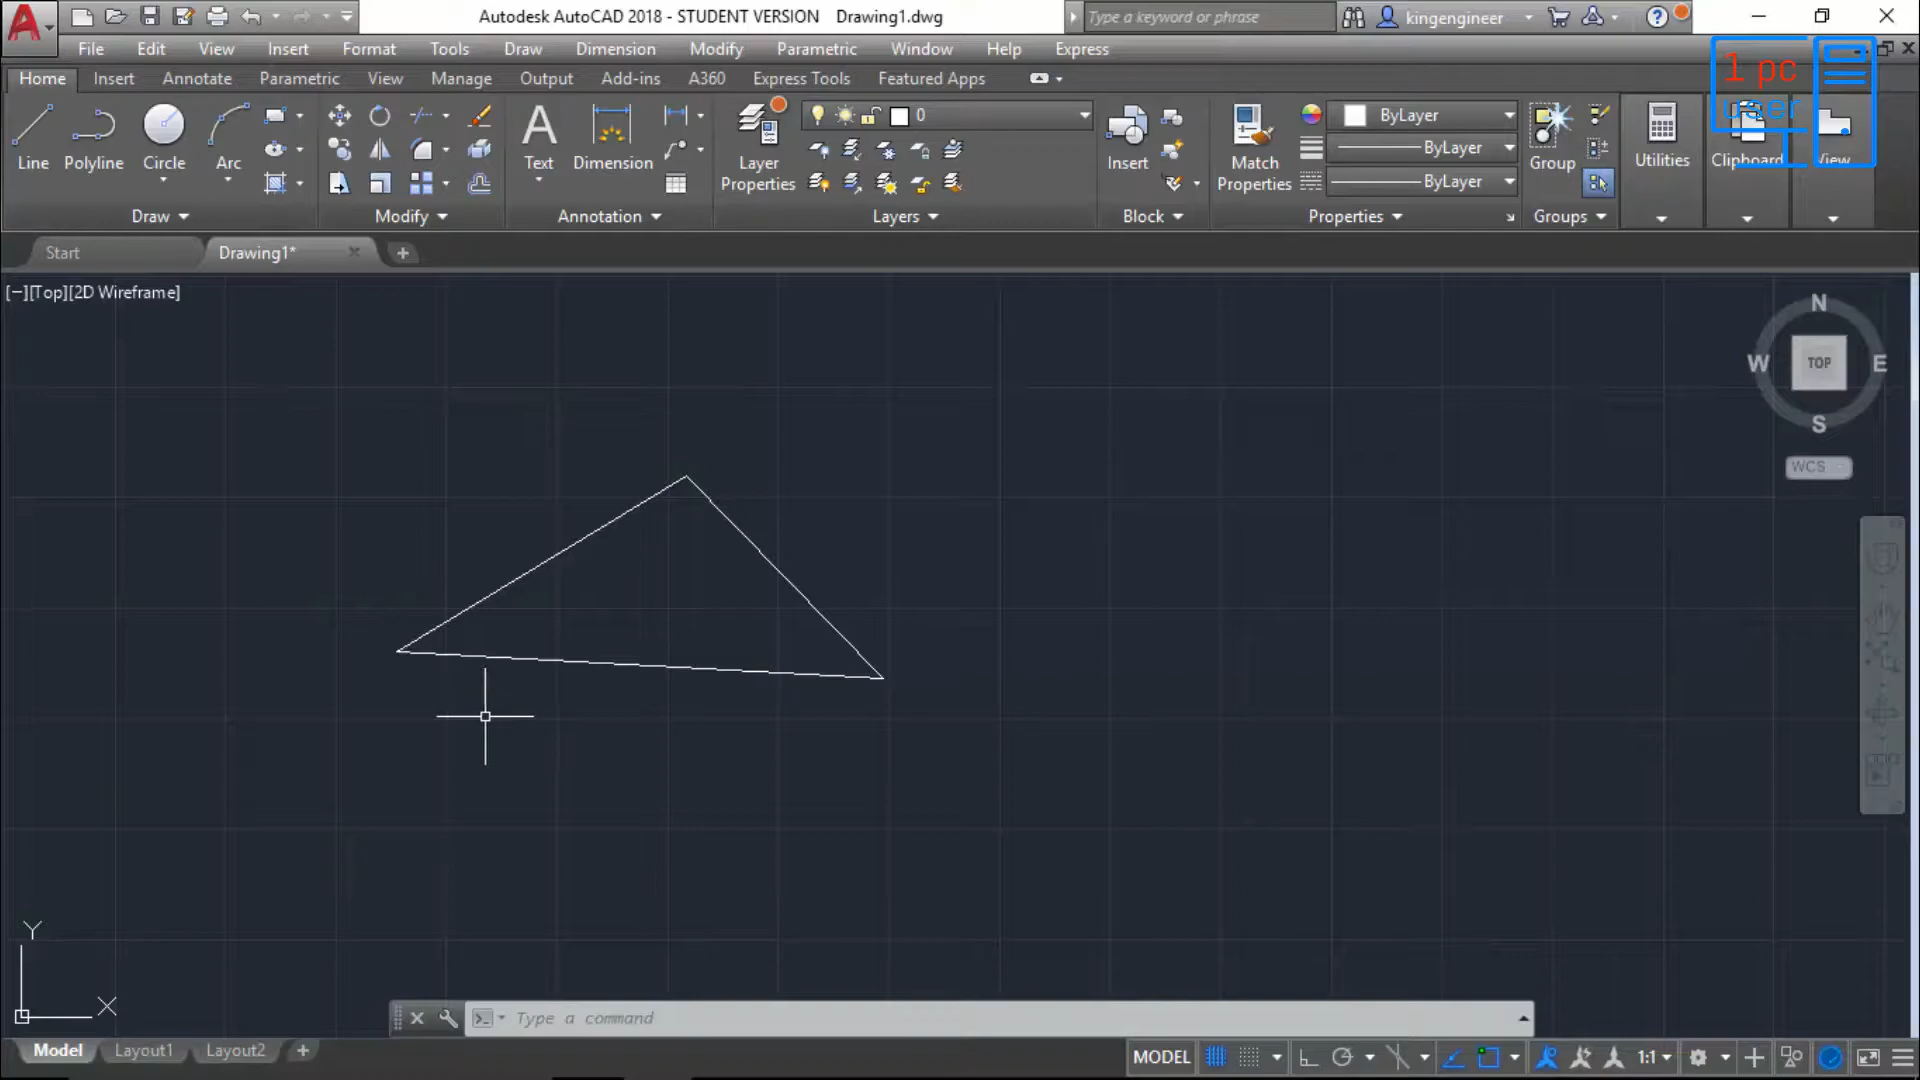 Autodesk AutoCAD 2018 - STUDENT VERSION Drawing1.dwg
Type a keyword or phrase
kingengineer
File Edit View Insert Format Tools Draw Dimension Modify Parametric Window Help Express
Home Insert Annotate Parametric View Manage Output Add-ins A360 Express Tools Featured Apps
1 pc
user
Line Polyline Circle Arc
Text Dimension
Layer
Properties
0
Insert
Match
Properties
ByLayer
ByLayer
ByLayer
Group
Utilities Clipboard View
Draw Modify Annotation Layers Block Properties Groups
Start Drawing1*
[−][Top][2D Wireframe]
N
W TOP E
S
WCS
Y
X
Type a command
Model Layout1 Layout2
MODEL 1:1